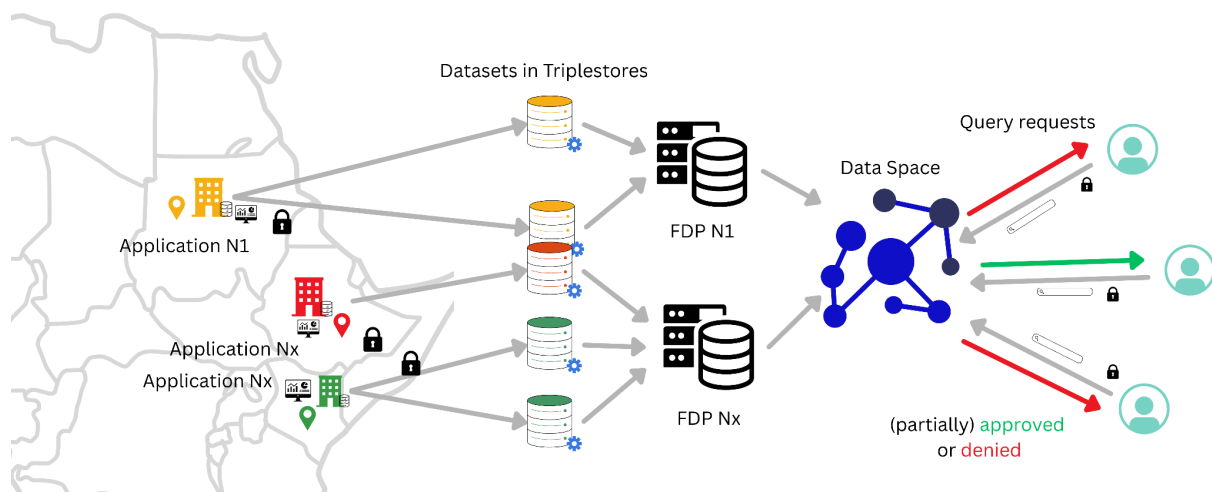 Datasets in Triplestores
Query requests
Data Space
Application N1
FDP N1
Application Nx
Application Nx
FDP Nx
(partially) approved
or denied